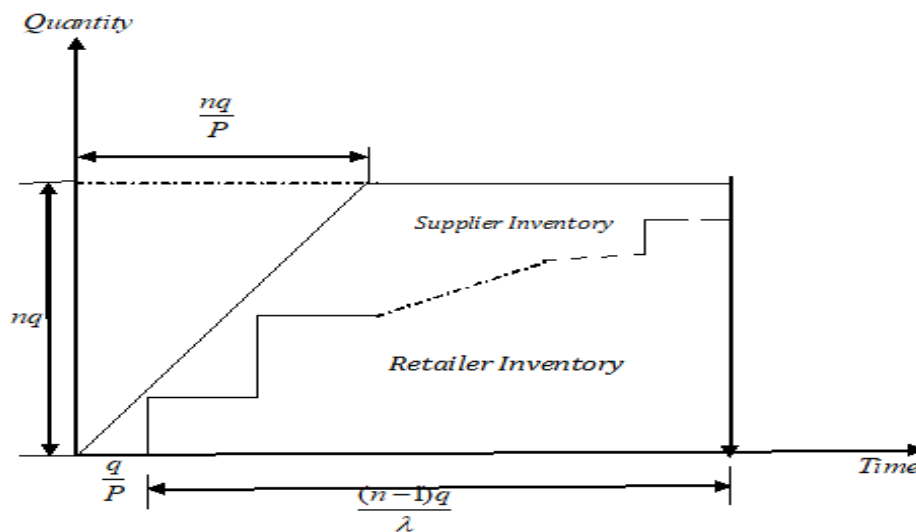 Quantity
nq/P
Supplier Inventory
nq
Retailer Inventory
q/P
(n−1)q/λ
Time